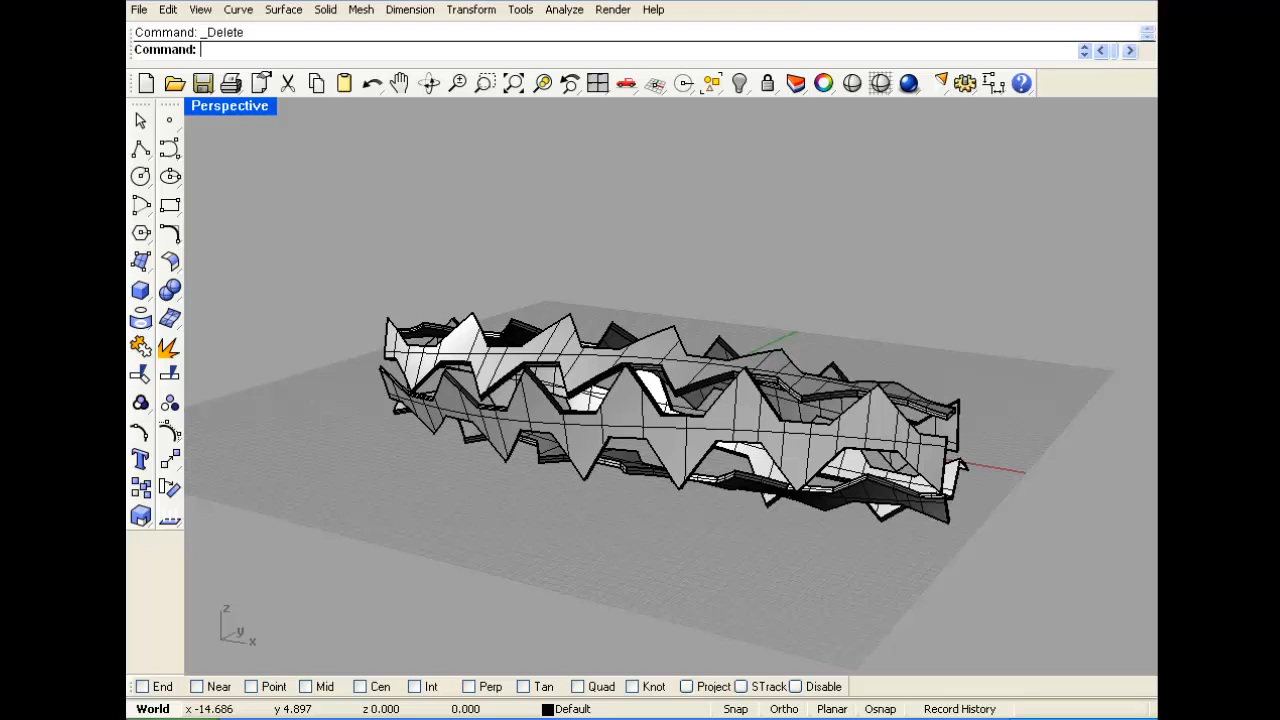 File Edit View Curve Surface Solid Mesh Dimension Transform Tools Analyze Render Help
Command: _Delete
Command:
Perspective
z
y
x
End Near Point Mid Cen Int Perp Tan Quad Knot Project STrack Disable
World x -14.686 y 4.897 z 0.000 0.000 Default Snap Ortho Planar Osnap Record History